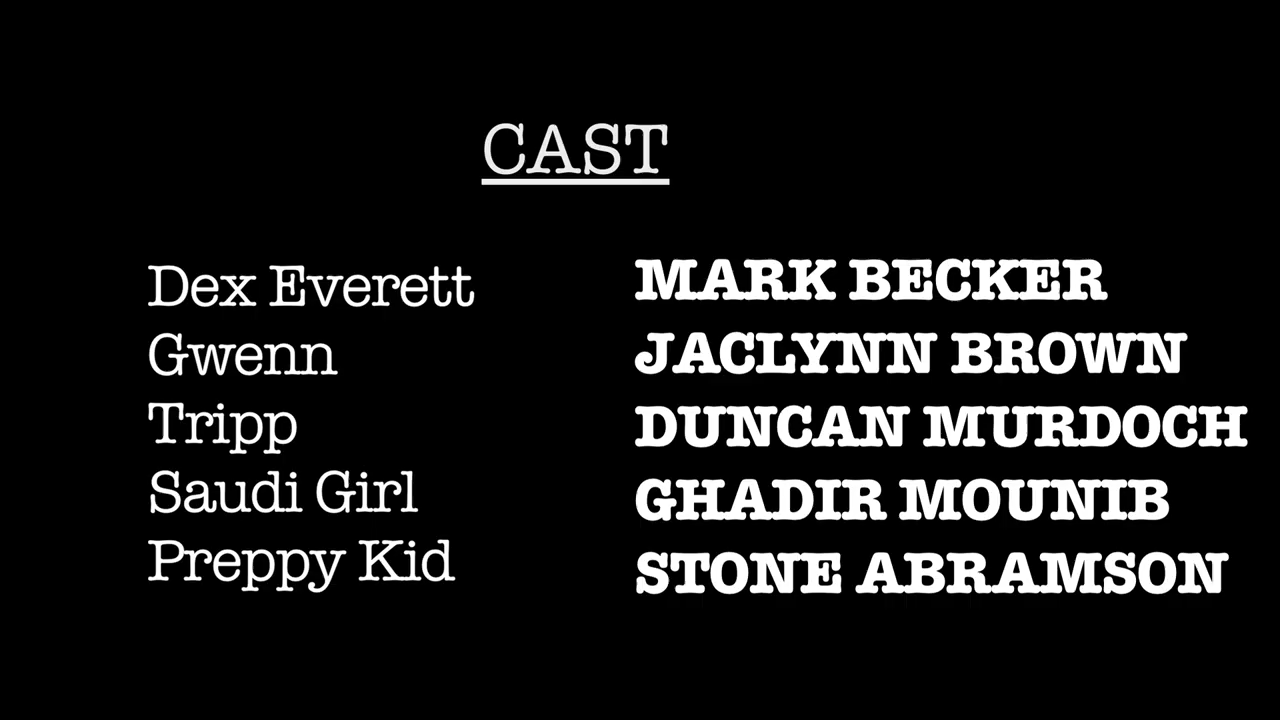 CAST
Dex Everett MARK BECKER
Gwenn JACLYNN BROWN
Tripp DUNCAN MURDOCH
Saudi Girl GHADIR MOUNIB
Preppy Kid STONE ABRAMSON